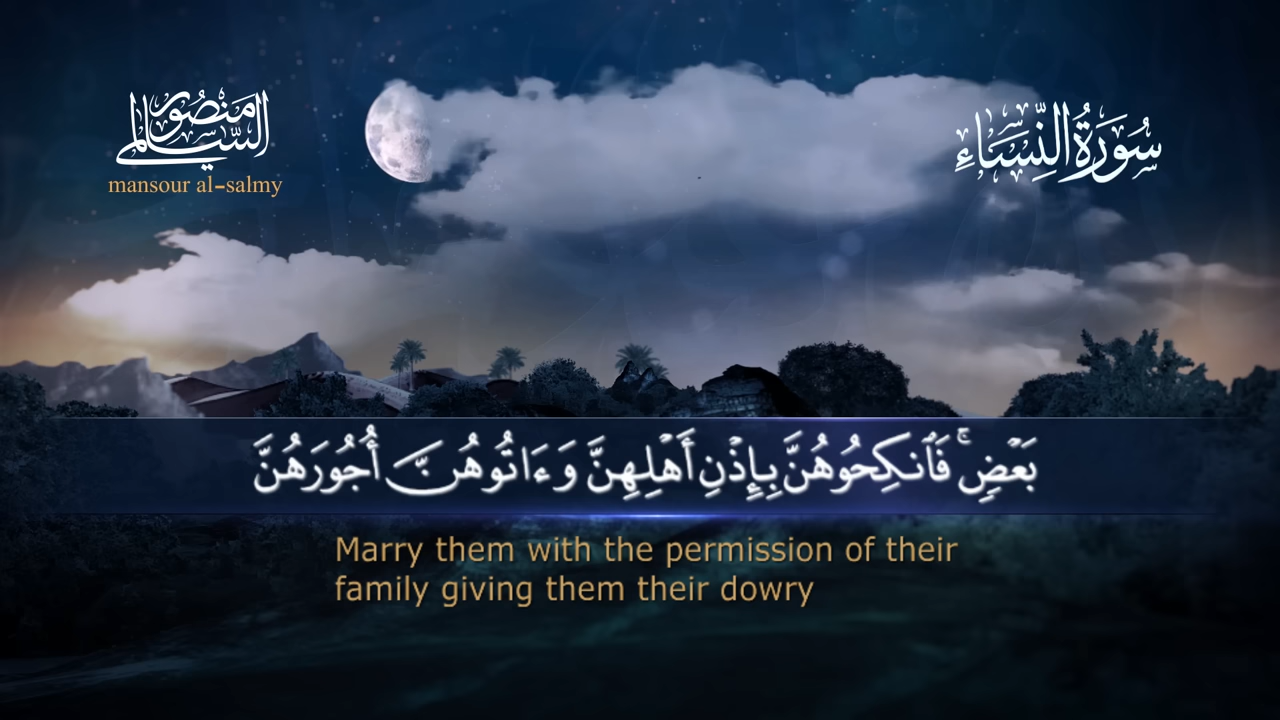 منصور
السالمي
mansour al-salmy
سُورَةُ النِّسَاءِ
بَعْضٍۚ فَٱنكِحُوهُنَّ بِإِذْنِ أَهْلِهِنَّ وَءَاتُوهُنَّ أُجُورَهُنَّ
Marry them with the permission of their
family giving them their dowry